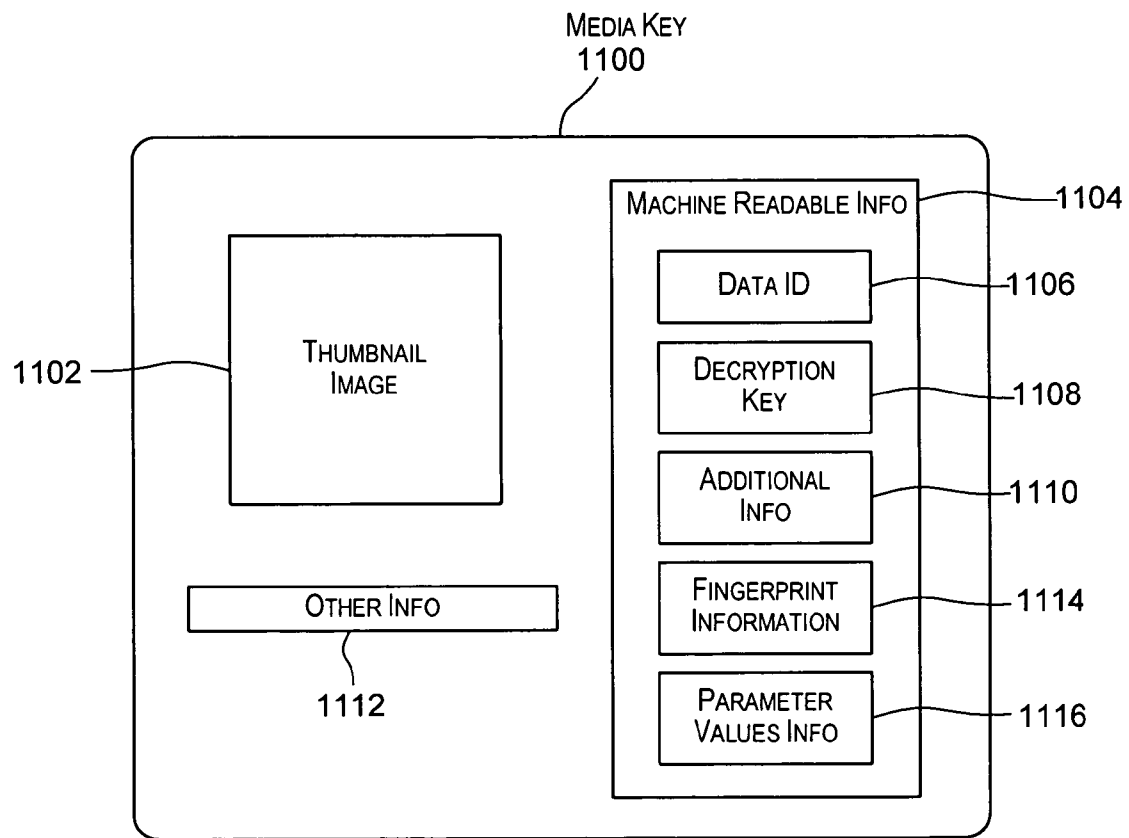 MEDIA KEY
1100
MACHINE READABLE INFO
1104
DATA ID
1106
THUMBNAIL
IMAGE
1102
DECRYPTION
KEY
1108
ADDITIONAL
INFO
1110
OTHER INFO
1112
FINGERPRINT
INFORMATION
1114
PARAMETER
VALUES INFO
1116